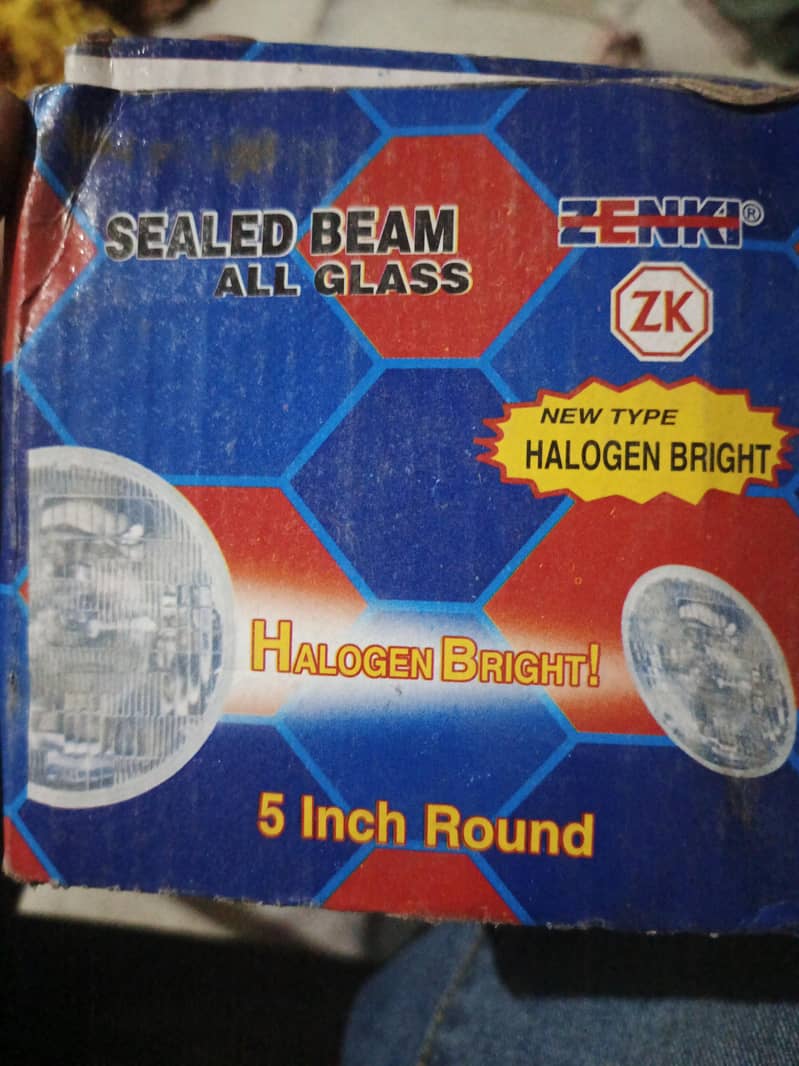 SEALED BEAM
ALL GLASS
ZENKI®
ZK
NEW TYPE
HALOGEN BRIGHT
HALOGEN BRIGHT!
5 Inch Round